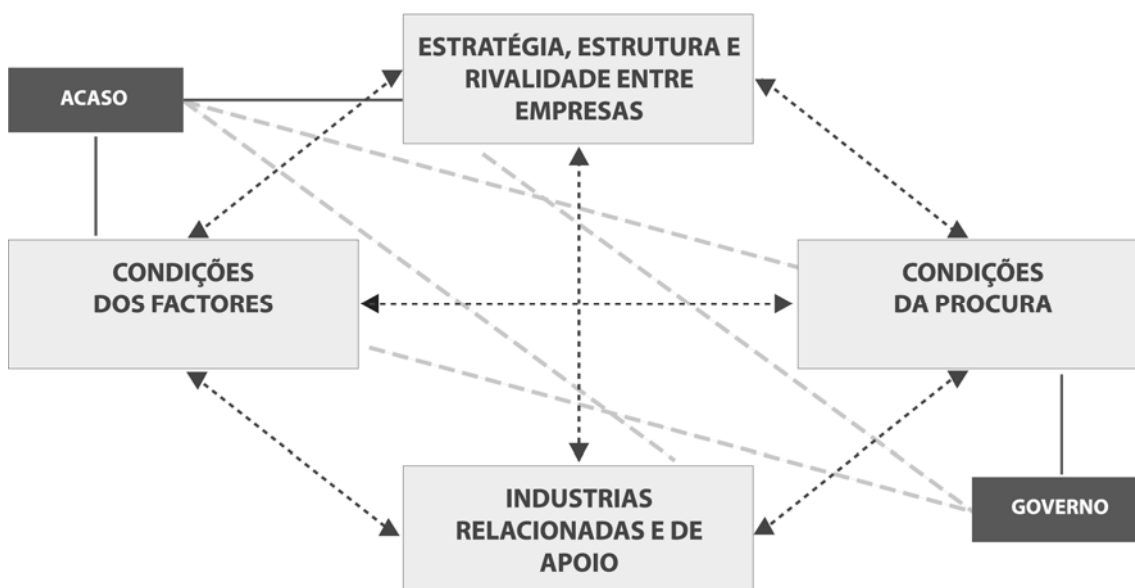 ESTRATÉGIA, ESTRUTURA E
RIVALIDADE ENTRE
EMPRESAS
ACASO
CONDIÇÕES
DOS FACTORES
CONDIÇÕES
DA PROCURA
INDUSTRIAS
RELACIONADAS E DE
APOIO
GOVERNO